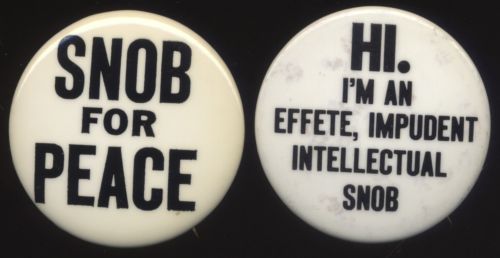 SNOB
FOR
PEACE
HI.
I'M AN
EFFETE, IMPUDENT
INTELLECTUAL
SNOB